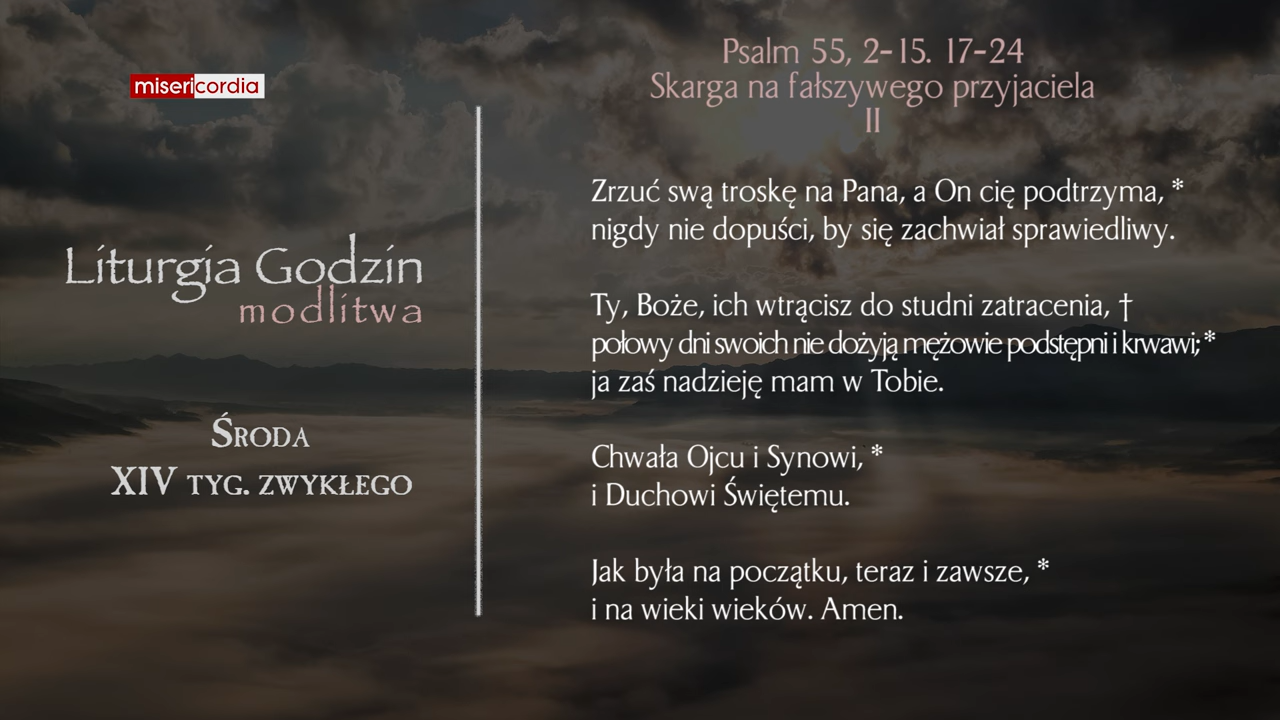 misericordia
Liturgia Godzin
modlitwa
Środa
XIV tyg. zwykłego
Psalm 55, 2-15. 17-24
Skarga na fałszywego przyjaciela
II
Zrzuć swą troskę na Pana, a On cię podtrzyma, *
nigdy nie dopuści, by się zachwiał sprawiedliwy.
Ty, Boże, ich wtrącisz do studni zatracenia, †
połowy dni swoich nie dożyją mężowie podstępni i krwawi; *
ja zaś nadzieję mam w Tobie.
Chwała Ojcu i Synowi, *
i Duchowi Świętemu.
Jak była na początku, teraz i zawsze, *
i na wieki wieków. Amen.